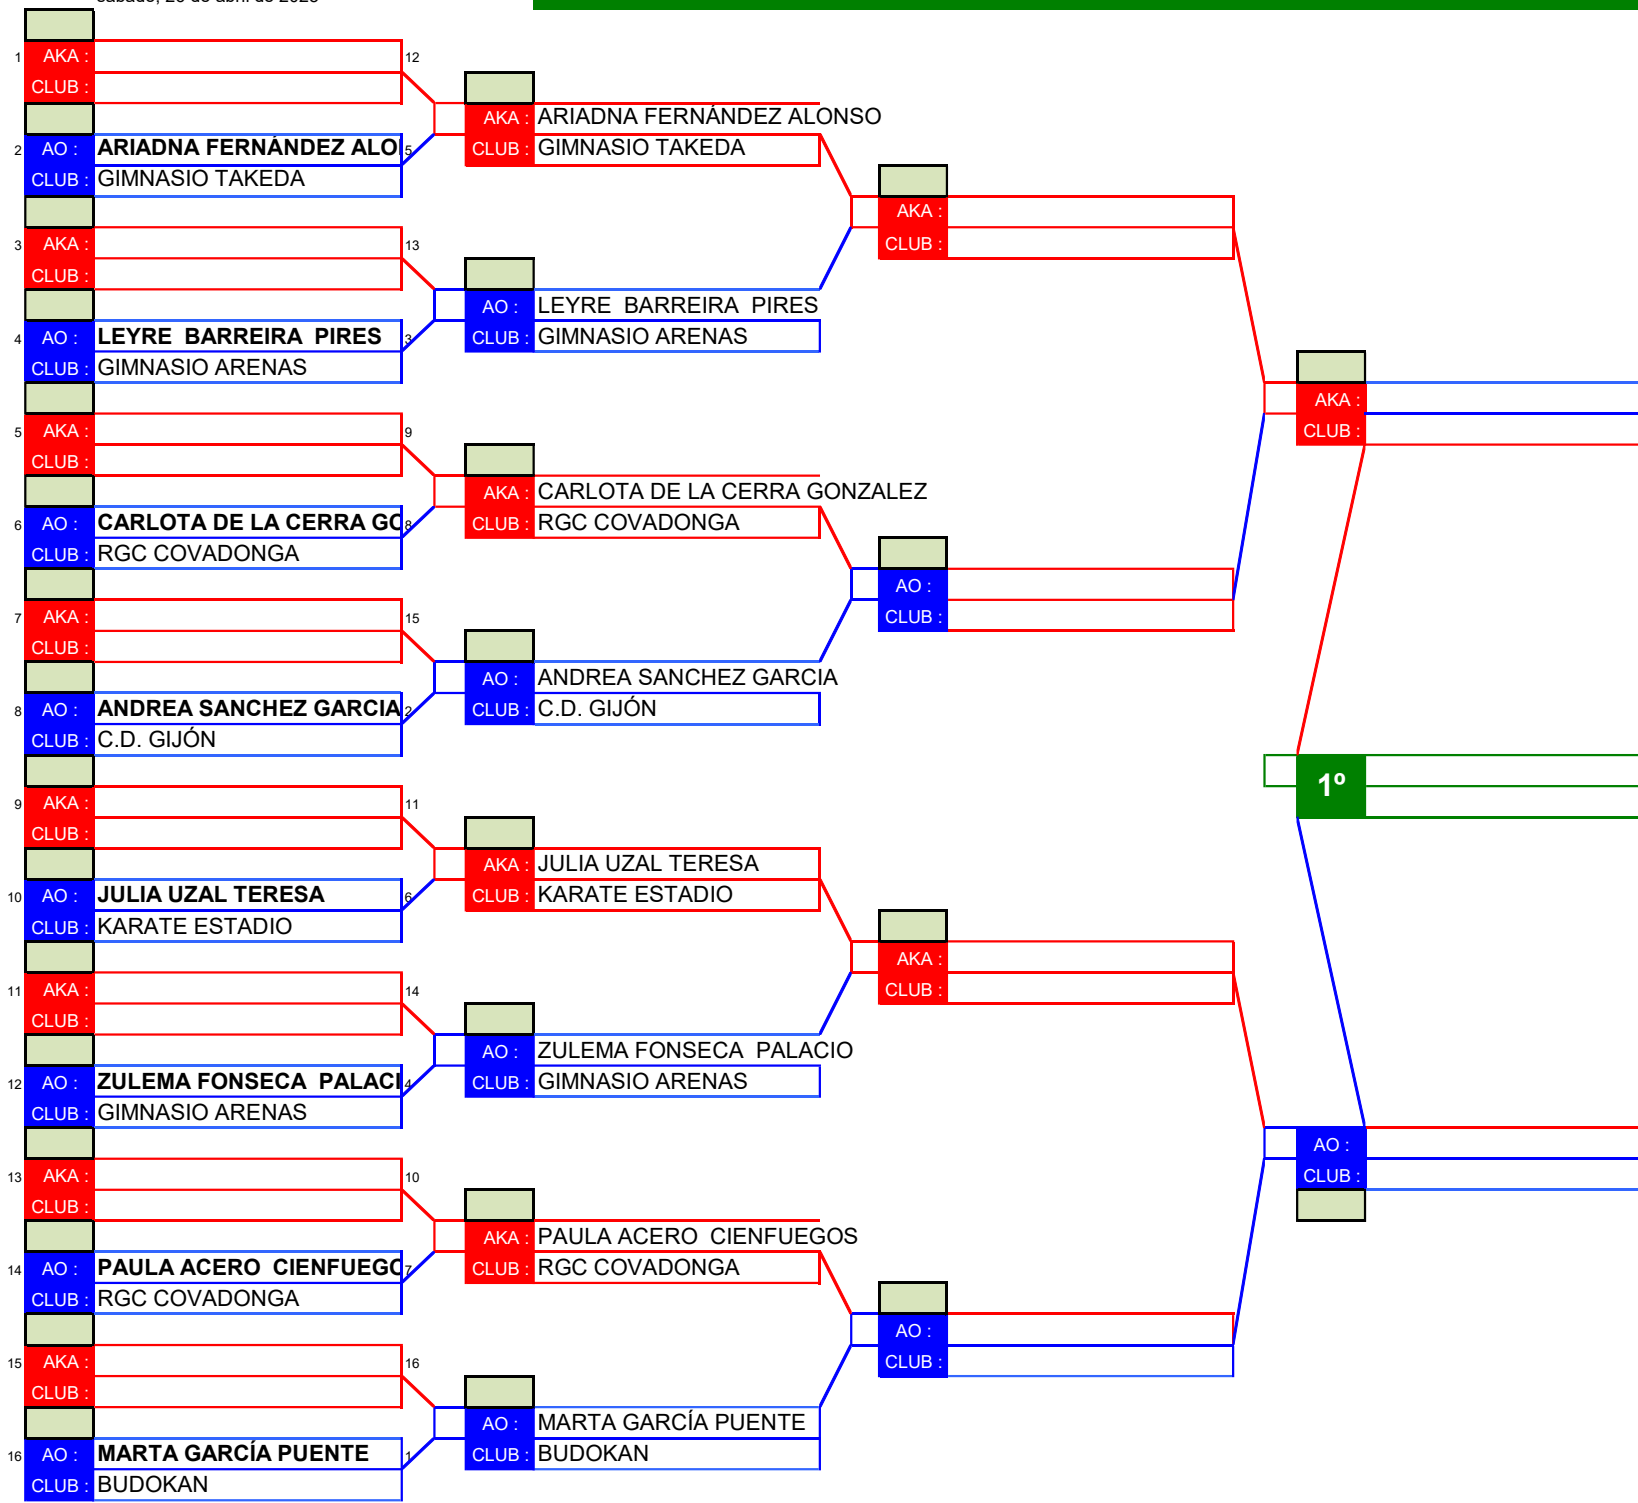 1 AKA : 12
CLUB :
2 AO : ARIADNA FERNÁNDEZ ALO 5
CLUB : GIMNASIO TAKEDA
3 AKA : 13
CLUB :
4 AO : LEYRE BARREIRA PIRES 3
CLUB : GIMNASIO ARENAS
5 AKA : 9
CLUB :
6 AO : CARLOTA DE LA CERRA GO 8
CLUB : RGC COVADONGA
7 AKA : 15
CLUB :
8 AO : ANDREA SANCHEZ GARCIA 2
CLUB : C.D. GIJÓN
9 AKA : 11
CLUB :
10 AO : JULIA UZAL TERESA 6
CLUB : KARATE ESTADIO
11 AKA : 14
CLUB :
12 AO : ZULEMA FONSECA PALACI 4
CLUB : GIMNASIO ARENAS
13 AKA : 10
CLUB :
14 AO : PAULA ACERO CIENFUEGO 7
CLUB : RGC COVADONGA
15 AKA : 16
CLUB :
16 AO : MARTA GARCÍA PUENTE 1
CLUB : BUDOKAN
AKA : ARIADNA FERNÁNDEZ ALONSO
CLUB : GIMNASIO TAKEDA
AO : LEYRE BARREIRA PIRES
CLUB : GIMNASIO ARENAS
AKA : CARLOTA DE LA CERRA GONZALEZ
CLUB : RGC COVADONGA
AO : ANDREA SANCHEZ GARCIA
CLUB : C.D. GIJÓN
AKA : JULIA UZAL TERESA
CLUB : KARATE ESTADIO
AO : ZULEMA FONSECA PALACIO
CLUB : GIMNASIO ARENAS
AKA : PAULA ACERO CIENFUEGOS
CLUB : RGC COVADONGA
AO : MARTA GARCÍA PUENTE
CLUB : BUDOKAN
AKA :
CLUB :
AO :
CLUB :
AKA :
CLUB :
AO :
CLUB :
AKA :
CLUB :
1º
AO :
CLUB :